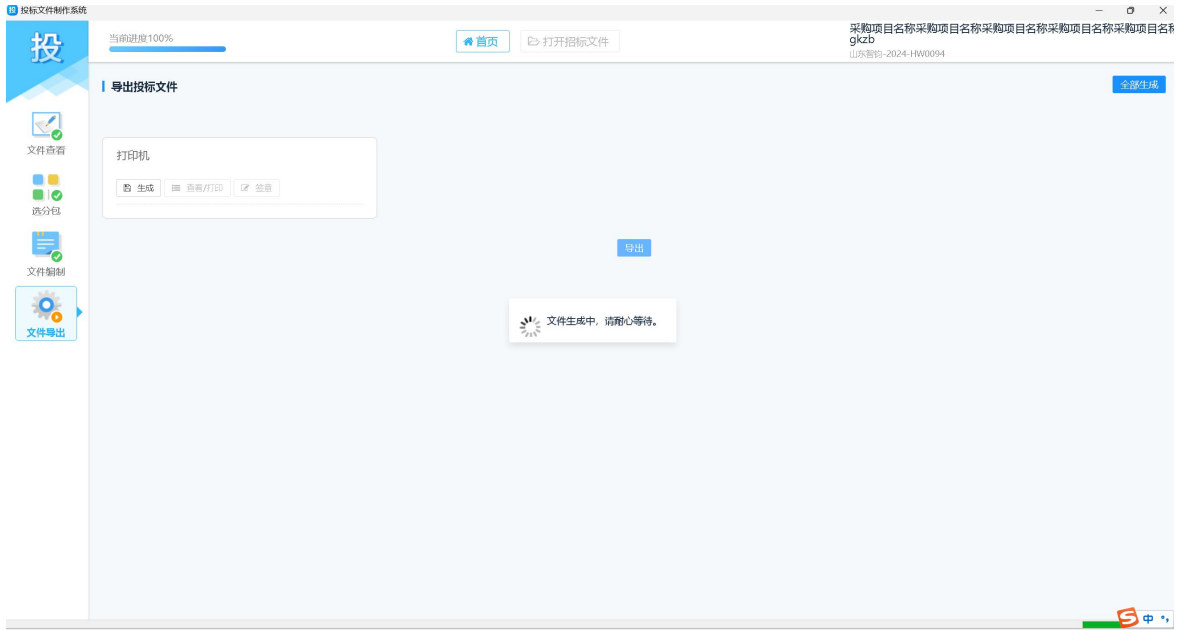 投 投标文件制作系统
投
当前进度100%
首页
打开招标文件
采购项目名称采购项目名称采购项目名称采购项目名称采购项目名
gkzb
山东智钧-2024-HW0094
导出投标文件
全部生成
文件查看
选分包
文件编制
文件导出
打印机
生成 查看/打印 签章
导出
文件生成中，请耐心等待。
中